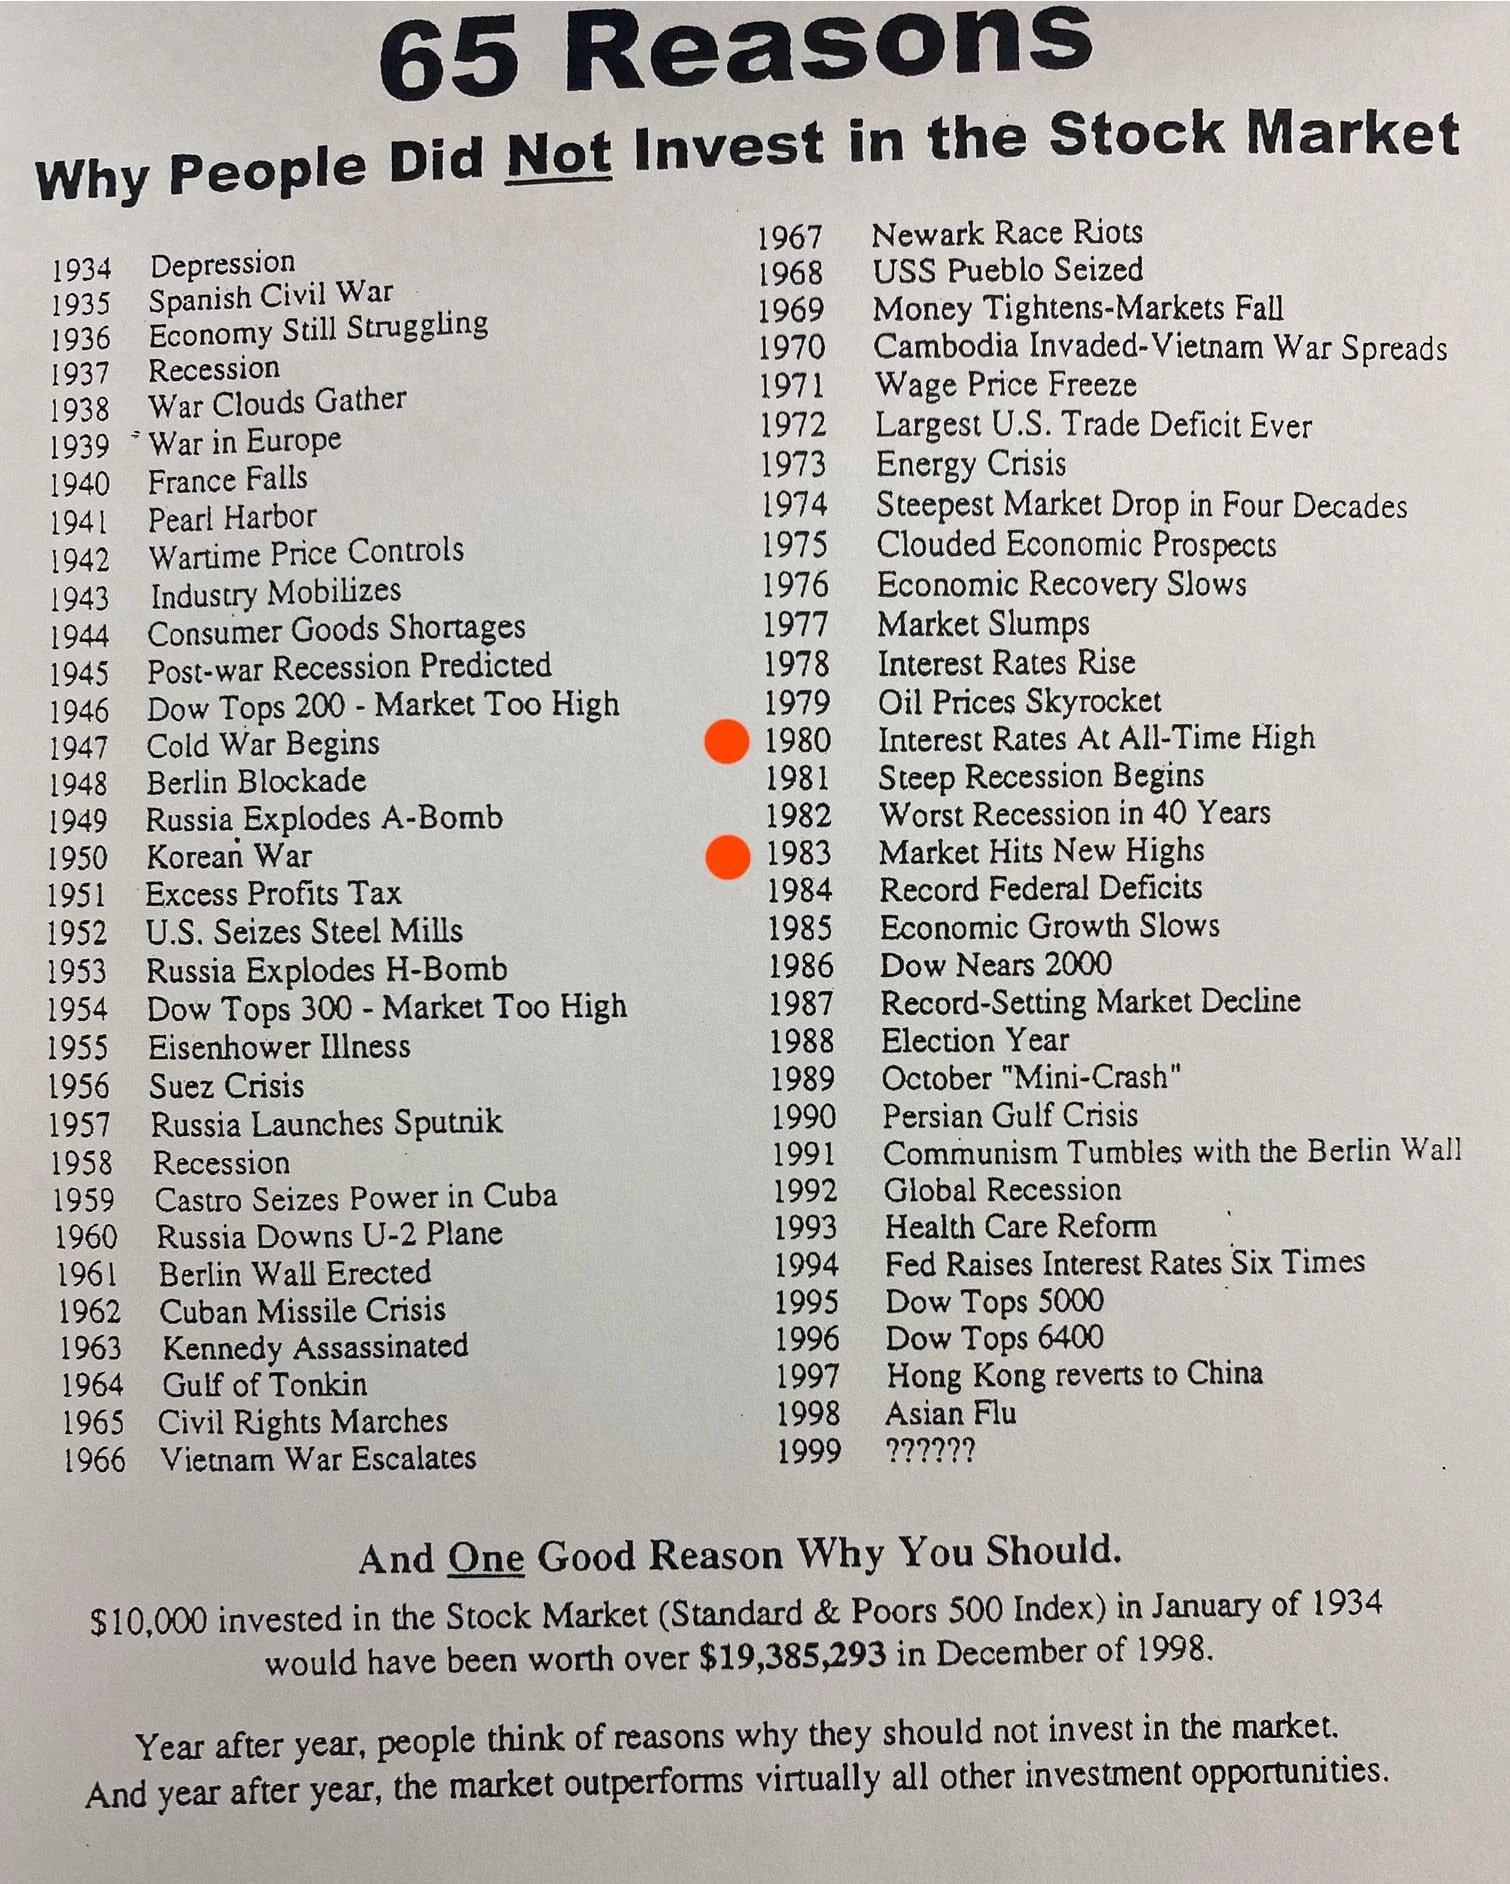 65 Reasons
Why People Did Not Invest in the Stock Market
1934 Depression
1935 Spanish Civil War
1936 Economy Still Struggling
1937 Recession
1938 War Clouds Gather
1939 War in Europe
1940 France Falls
1941 Pearl Harbor
1942 Wartime Price Controls
1943 Industry Mobilizes
1944 Consumer Goods Shortages
1945 Post-war Recession Predicted
1946 Dow Tops 200 - Market Too High
1947 Cold War Begins
1948 Berlin Blockade
1949 Russia Explodes A-Bomb
1950 Korean War
1951 Excess Profits Tax
1952 U.S. Seizes Steel Mills
1953 Russia Explodes H-Bomb
1954 Dow Tops 300 - Market Too High
1955 Eisenhower Illness
1956 Suez Crisis
1957 Russia Launches Sputnik
1958 Recession
1959 Castro Seizes Power in Cuba
1960 Russia Downs U-2 Plane
1961 Berlin Wall Erected
1962 Cuban Missile Crisis
1963 Kennedy Assassinated
1964 Gulf of Tonkin
1965 Civil Rights Marches
1966 Vietnam War Escalates
1967 Newark Race Riots
1968 USS Pueblo Seized
1969 Money Tightens-Markets Fall
1970 Cambodia Invaded-Vietnam War Spreads
1971 Wage Price Freeze
1972 Largest U.S. Trade Deficit Ever
1973 Energy Crisis
1974 Steepest Market Drop in Four Decades
1975 Clouded Economic Prospects
1976 Economic Recovery Slows
1977 Market Slumps
1978 Interest Rates Rise
1979 Oil Prices Skyrocket
1980 Interest Rates At All-Time High
1981 Steep Recession Begins
1982 Worst Recession in 40 Years
1983 Market Hits New Highs
1984 Record Federal Deficits
1985 Economic Growth Slows
1986 Dow Nears 2000
1987 Record-Setting Market Decline
1988 Election Year
1989 October "Mini-Crash"
1990 Persian Gulf Crisis
1991 Communism Tumbles with the Berlin Wall
1992 Global Recession
1993 Health Care Reform
1994 Fed Raises Interest Rates Six Times
1995 Dow Tops 5000
1996 Dow Tops 6400
1997 Hong Kong reverts to China
1998 Asian Flu
1999 ??????
And One Good Reason Why You Should.
$10,000 invested in the Stock Market (Standard & Poors 500 Index) in January of 1934
would have been worth over $19,385,293 in December of 1998.
Year after year, people think of reasons why they should not invest in the market.
And year after year, the market outperforms virtually all other investment opportunities.